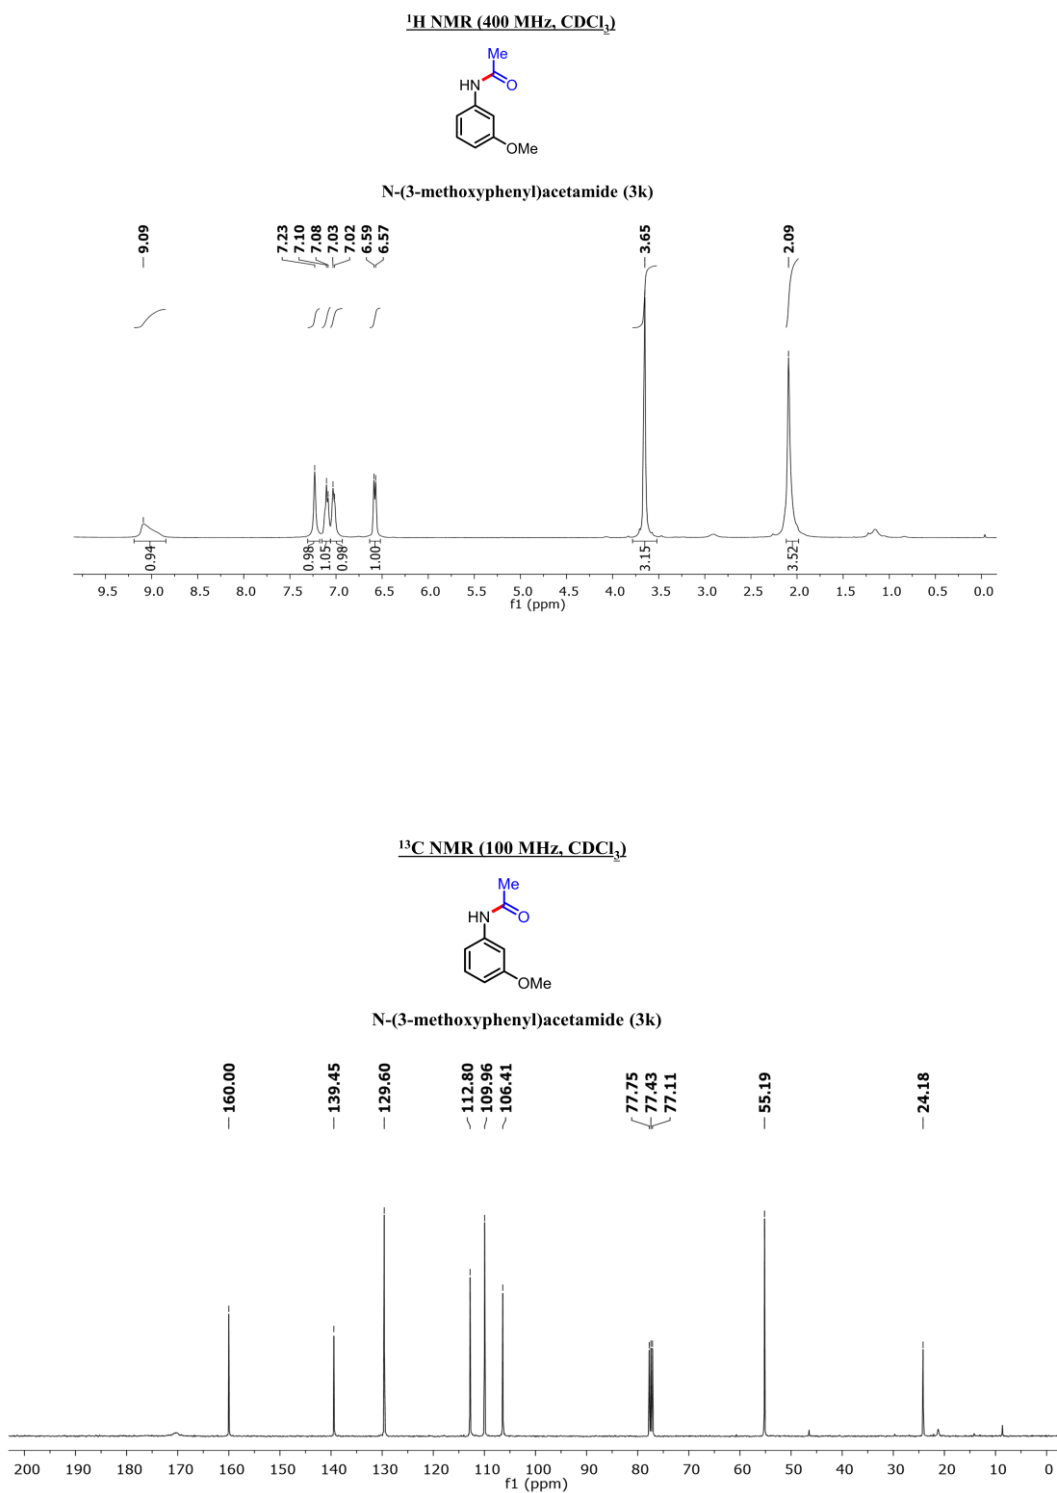 ¹H NMR (400 MHz, CDCl₃)
Me
HN
O
OMe
N-(3-methoxyphenyl)acetamide (3k)
9.09
7.23
7.10
7.08
7.03
7.02
6.59
6.57
3.65
2.09
0.94
0.98
1.05
0.98
1.00
3.15
3.52
9.5 9.0 8.5 8.0 7.5 7.0 6.5 6.0 5.5 5.0 4.5 4.0 3.5 3.0 2.5 2.0 1.5 1.0 0.5 0.0
f1 (ppm)
¹³C NMR (100 MHz, CDCl₃)
Me
HN
O
OMe
N-(3-methoxyphenyl)acetamide (3k)
160.00
139.45
129.60
112.80
109.96
106.41
77.75
77.43
77.11
55.19
24.18
200 190 180 170 160 150 140 130 120 110 100 90 80 70 60 50 40 30 20 10 0
f1 (ppm)